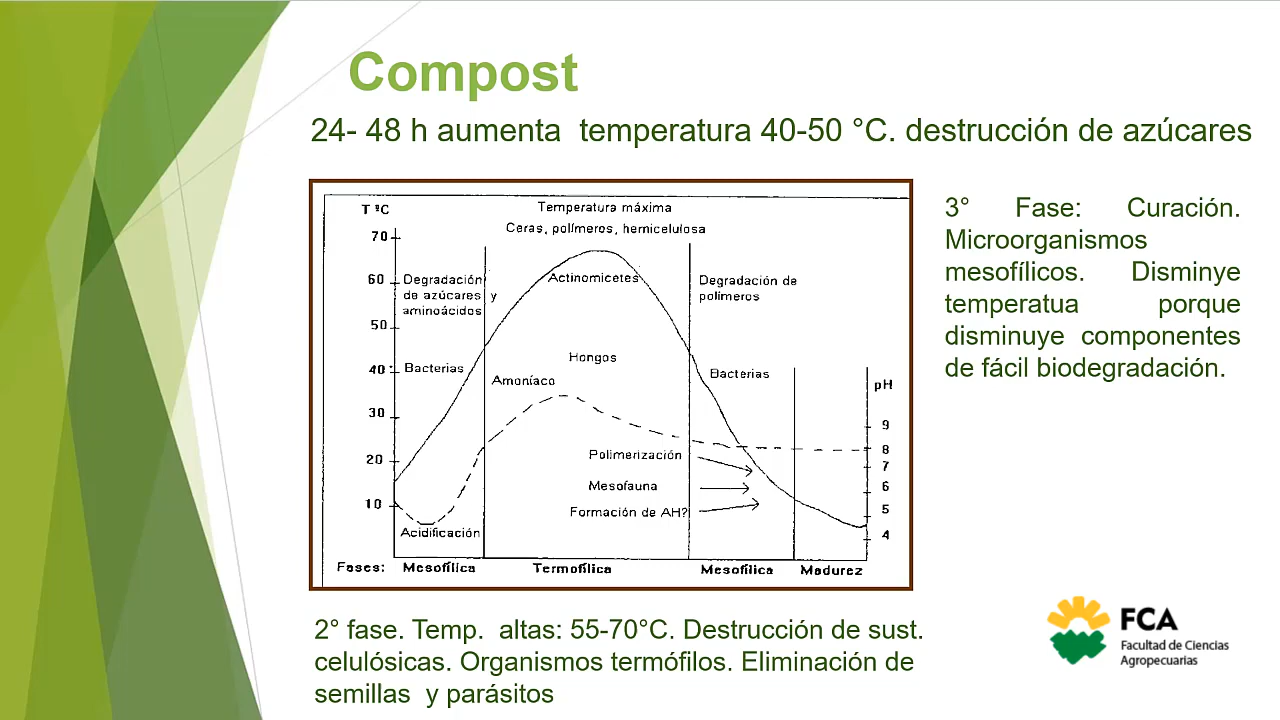 Compost
24- 48 h aumenta temperatura 40-50 °C. destrucción de azúcares
T ºC
Temperatura máxima
Ceras, polímeros, hemicelulosa
70
60
50
40
30
20
10
Degradación
de azúcares y
aminoácidos
Actinomicetes
Degradación de
polímeros
Bacterias
Hongos
Amoníaco
Bacterias
pH
9
8
7
6
5
4
Polimerización
Mesofauna
Formación de AH?
Acidificación
Fases: Mesofílica Termofílica Mesofílica Madurez
3° Fase: Curación.
Microorganismos
mesofílicos. Disminye
temperatua porque
disminuye componentes
de fácil biodegradación.
2° fase. Temp. altas: 55-70°C. Destrucción de sust.
celulósicas. Organismos termófilos. Eliminación de
semillas y parásitos
FCA
Facultad de Ciencias
Agropecuarias